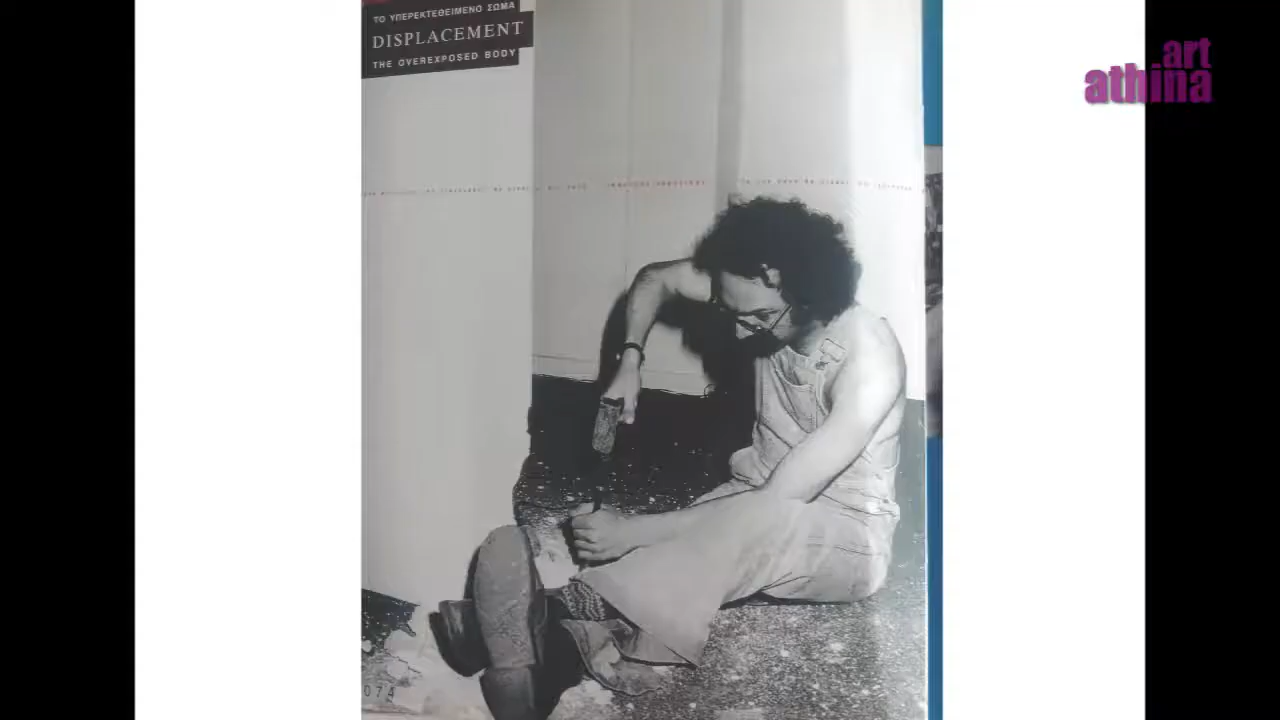 ΤΟ ΥΠΕΡΕΚΤΕΘΕΙΜΕΝΟ ΣΩΜΑ
DISPLACEMENT
THE OVEREXPOSED BODY
art
athina
074